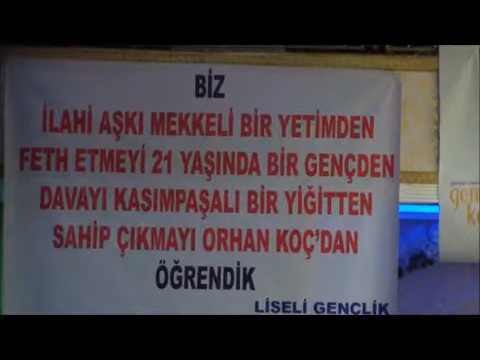 BİZ
İLAHİ AŞKI MEKKELİ BİR YETİMDEN
FETH ETMEYİ 21 YAŞINDA BİR GENÇDEN
DAVAYI KASIMPAŞALI BİR YİĞİTTEN
SAHİP ÇIKMAYI ORHAN KOÇ'DAN
ÖĞRENDİK
LİSELİ GENÇLİK